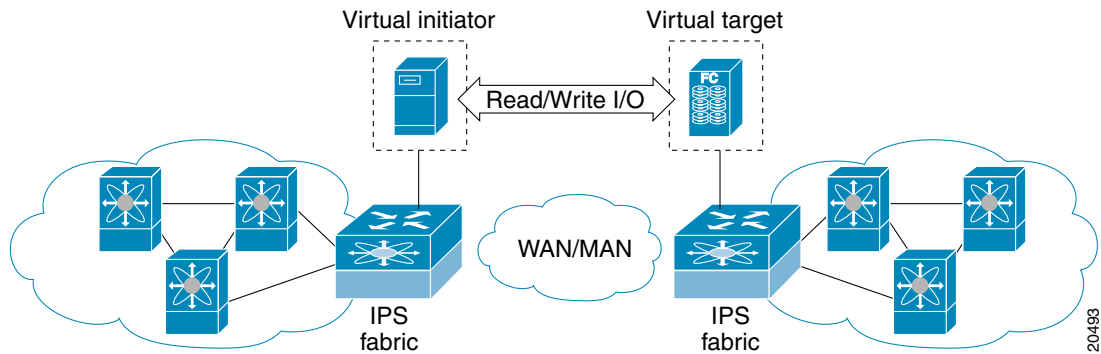 Virtual initiator
Virtual target
FC
Read/Write I/O
WAN/MAN
IPS
fabric
IPS
fabric
20493